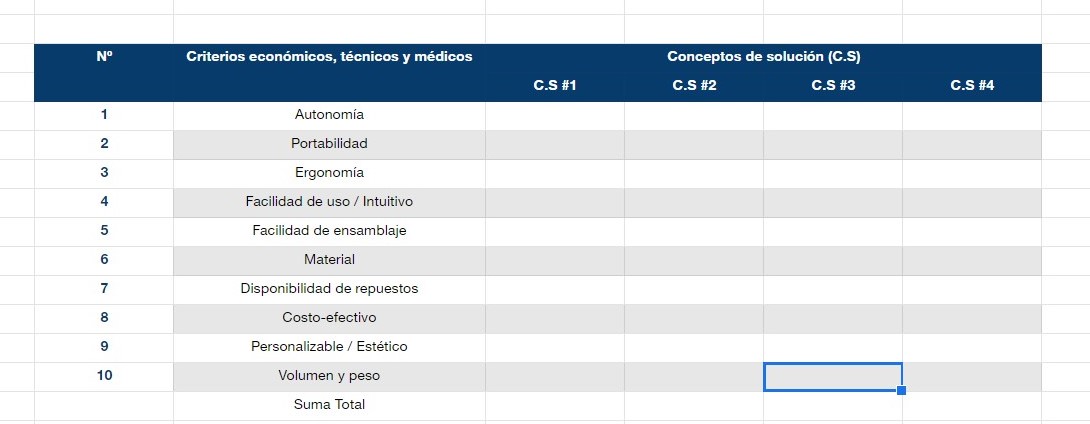 Nº Criterios económicos, técnicos y médicos Conceptos de solución (C.S)
C.S #1 C.S #2 C.S #3 C.S #4
1 Autonomía
2 Portabilidad
3 Ergonomía
4 Facilidad de uso / Intuitivo
5 Facilidad de ensamblaje
6 Material
7 Disponibilidad de repuestos
8 Costo-efectivo
9 Personalizable / Estético
10 Volumen y peso
Suma Total